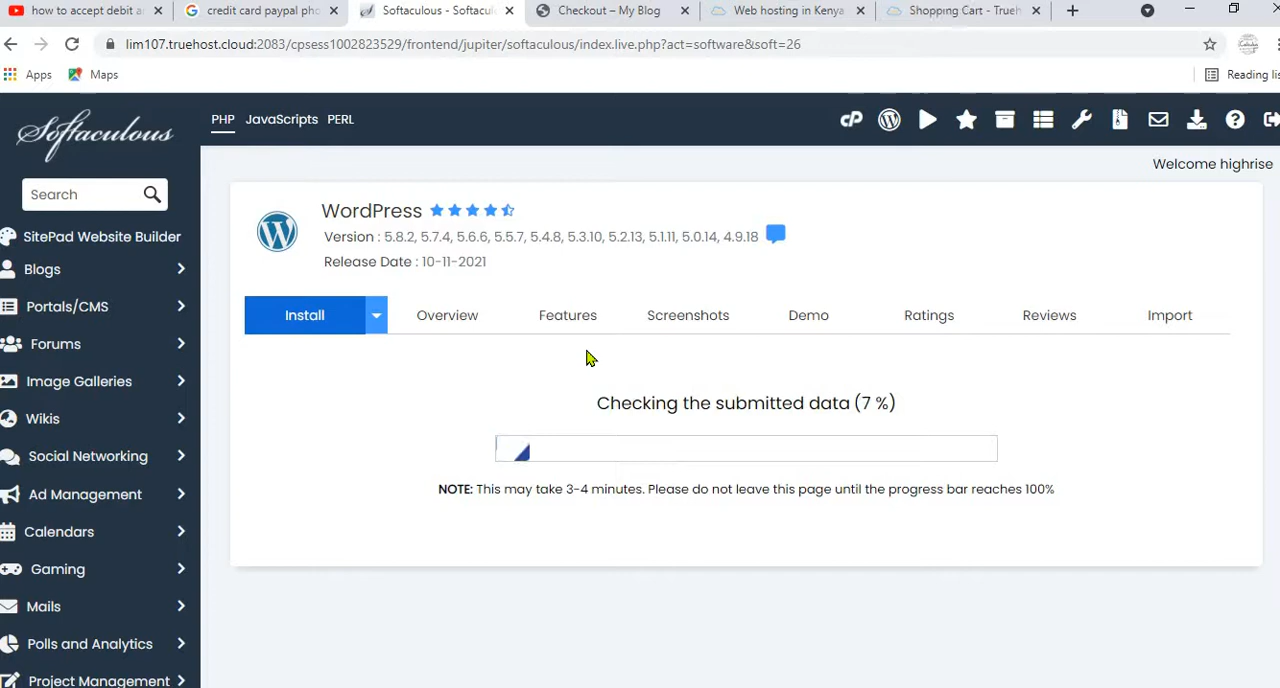 how to accept debit a
credit card paypal pho
Softaculous - Softacul
Checkout – My Blog
Web hosting in Kenya
Shopping Cart - Trueh
lim107.truehost.cloud:2083/cpsess1002823529/frontend/jupiter/softaculous/index.live.php?act=software&soft=26
Apps
Maps
Reading lis
Softaculous
PHP
JavaScripts
PERL
Welcome highrise
Search
SitePad Website Builder
Blogs
Portals/CMS
Forums
Image Galleries
Wikis
Social Networking
Ad Management
Calendars
Gaming
Mails
Polls and Analytics
Project Management
WordPress
Version : 5.8.2, 5.7.4, 5.6.6, 5.5.7, 5.4.8, 5.3.10, 5.2.13, 5.1.11, 5.0.14, 4.9.18
Release Date : 10-11-2021
Install
Overview
Features
Screenshots
Demo
Ratings
Reviews
Import
Checking the submitted data (7 %)
NOTE: This may take 3-4 minutes. Please do not leave this page until the progress bar reaches 100%